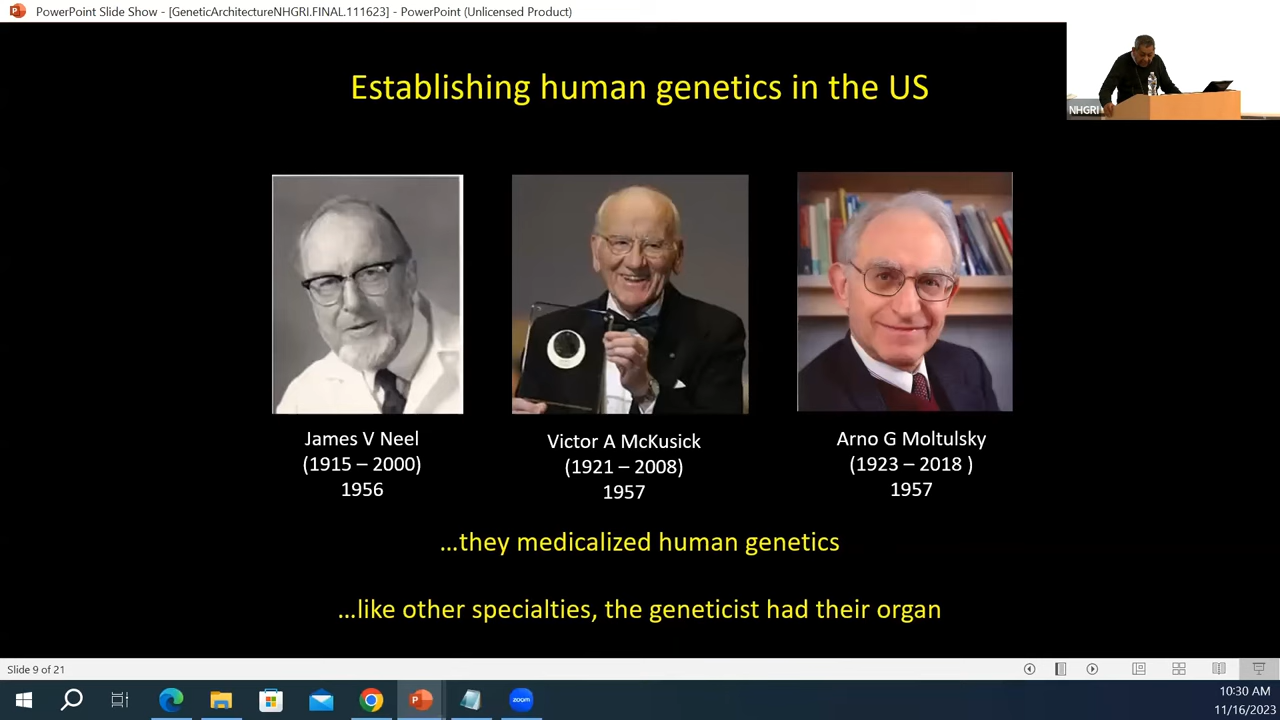 PowerPoint Slide Show - [GeneticArchitectureNHGRI.FINAL.111623] - PowerPoint (Unlicensed Product)
Establishing human genetics in the US
NHGRI
James V Neel
(1915 – 2000)
1956
Victor A McKusick
(1921 – 2008)
1957
Arno G Moltulsky
(1923 – 2018 )
1957
...they medicalized human genetics
...like other specialties, the geneticist had their organ
Slide 9 of 21
zoom
10:30 AM
11/16/2023